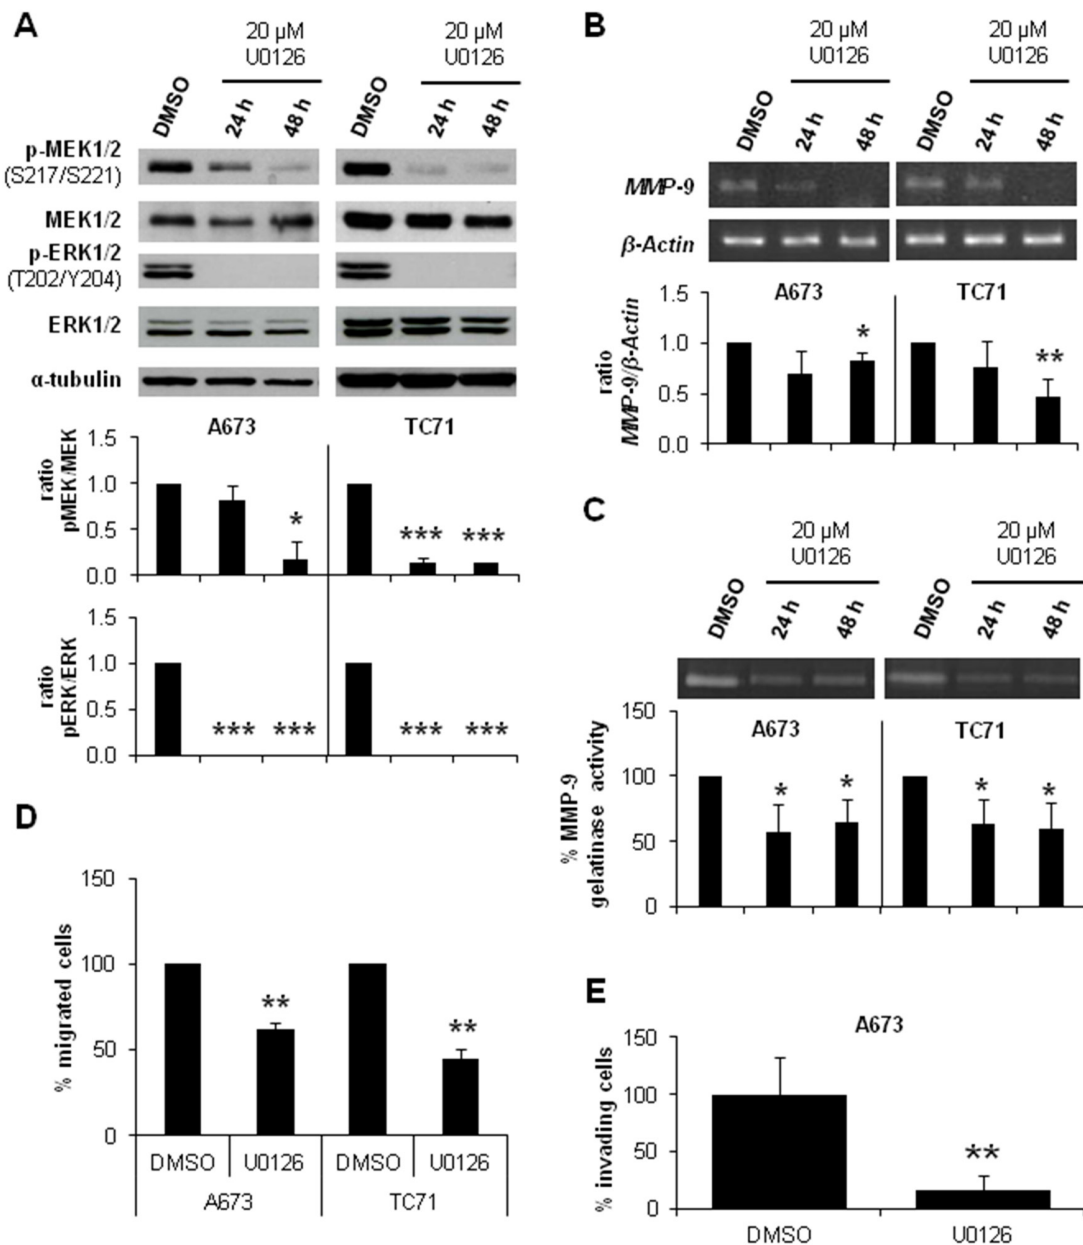 A
20 µM
U0126
20 µM
U0126
DMSO
24 h
48 h
DMSO
24 h
48 h
p-MEK1/2
(S217/S221)
MEK1/2
p-ERK1/2
(T202/Y204)
ERK1/2
α-tubulin
A673
TC71
ratio
pMEK/MEK
1.5
1.0
0.5
0.0
*
***
***
ratio
pERK/ERK
1.0
0.5
0.0
***
***
***
***
B
20 µM
U0126
20 µM
U0126
DMSO
24 h
48 h
DMSO
24 h
48 h
MMP-9
β-Actin
A673
TC71
ratio
MMP-9/β-Actin
1.5
1.0
0.5
0.0
*
**
C
20 µM
U0126
20 µM
U0126
DMSO
24 h
48 h
DMSO
24 h
48 h
A673
TC71
% MMP-9
gelatinase activity
150
100
50
0
*
*
*
*
D
% migrated cells
150
100
50
0
**
**
DMSO
U0126
DMSO
U0126
A673
TC71
E
A673
% invading cells
150
100
50
0
**
DMSO
U0126